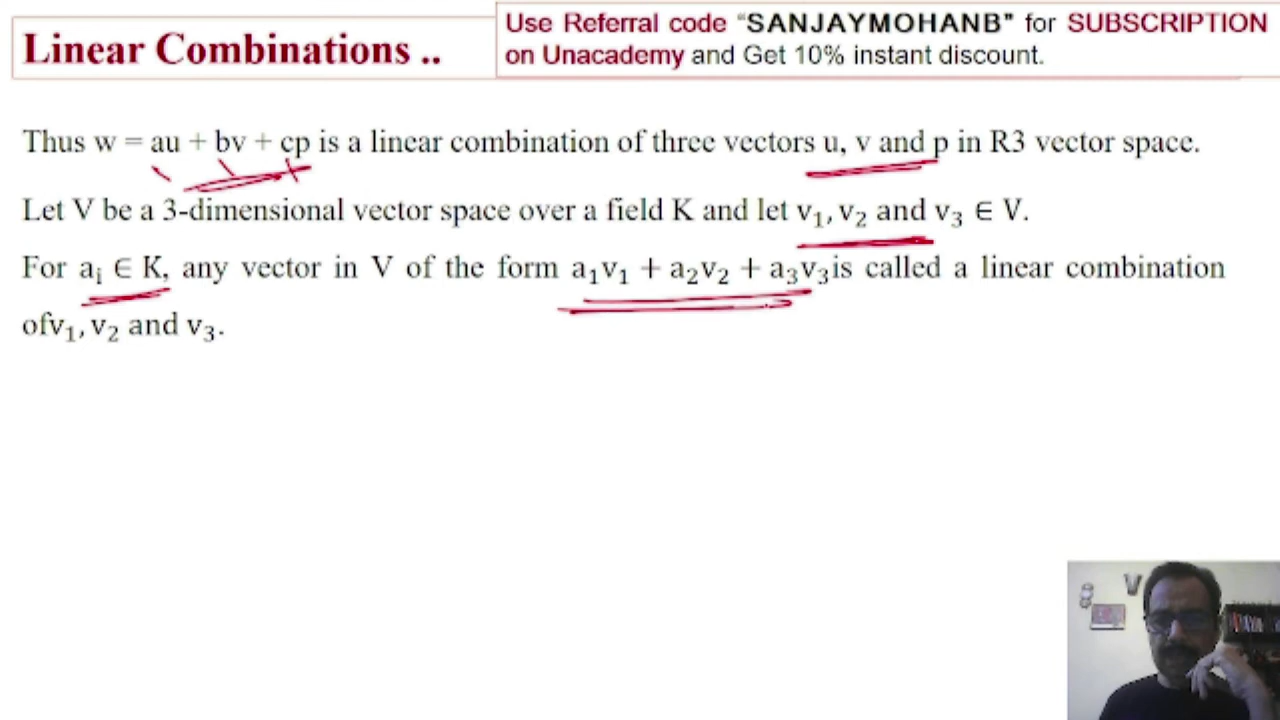 Linear Combinations ..
Use Referral code “SANJAYMOHANB" for SUBSCRIPTION
on Unacademy and Get 10% instant discount.
Thus w = au + bv + cp is a linear combination of three vectors u, v and p in R3 vector space.
Let V be a 3-dimensional vector space over a field K and let v₁, v₂ and v₃ ∈ V.
For aᵢ ∈ K, any vector in V of the form a₁v₁ + a₂v₂ + a₃v₃is called a linear combination
ofv₁, v₂ and v₃.